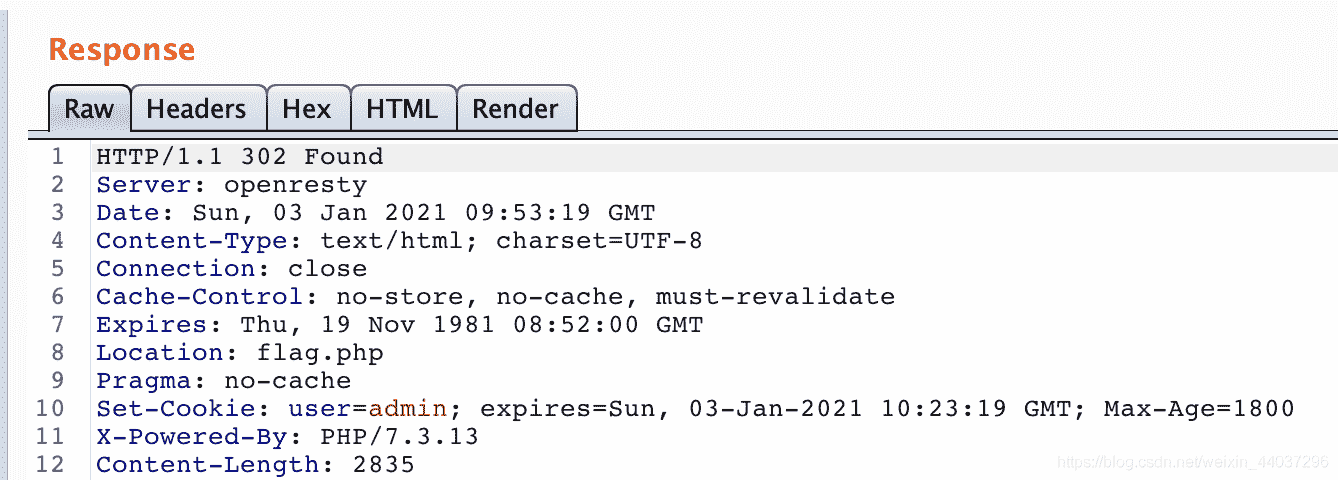 Response
Raw Headers Hex HTML Render
1 HTTP/1.1 302 Found
2 Server: openresty
3 Date: Sun, 03 Jan 2021 09:53:19 GMT
4 Content-Type: text/html; charset=UTF-8
5 Connection: close
6 Cache-Control: no-store, no-cache, must-revalidate
7 Expires: Thu, 19 Nov 1981 08:52:00 GMT
8 Location: flag.php
9 Pragma: no-cache
10 Set-Cookie: user=admin; expires=Sun, 03-Jan-2021 10:23:19 GMT; Max-Age=1800
11 X-Powered-By: PHP/7.3.13
12 Content-Length: 2835
https://blog.csdn.net/weixin_44037296